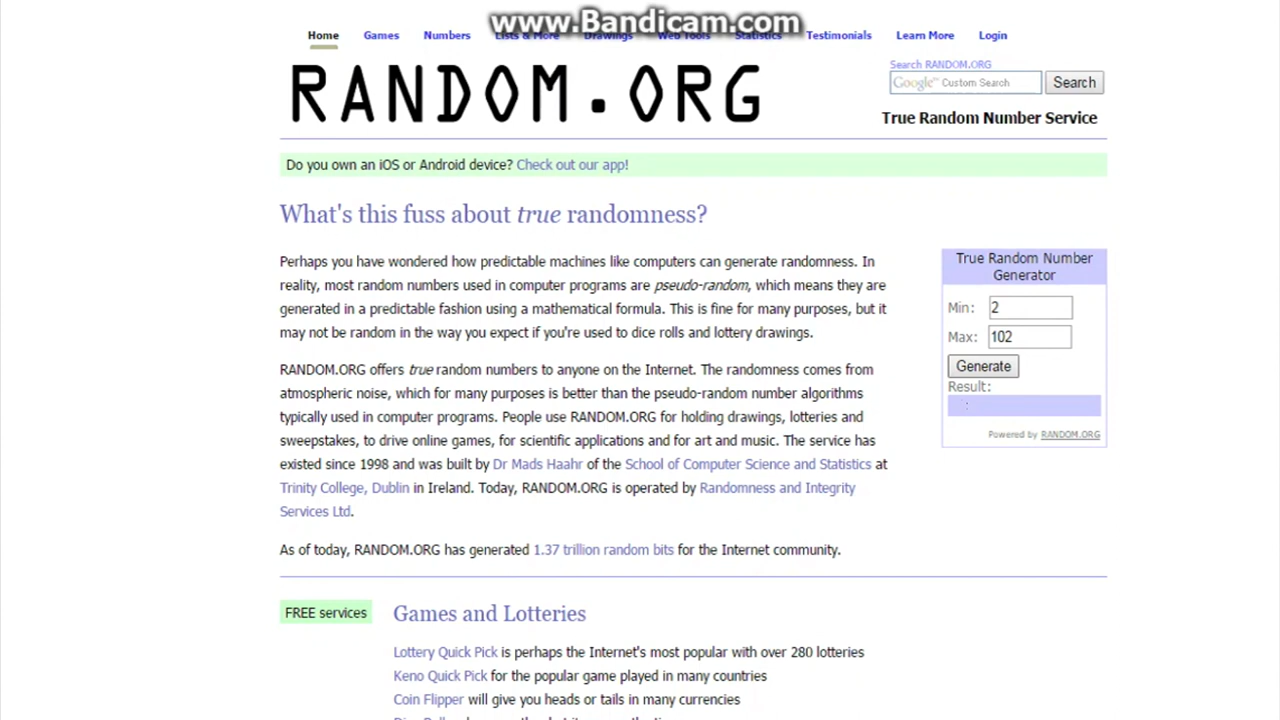 www.Bandicam.com
Home Games Numbers Lists & More Drawings Web Tools Statistics Testimonials Learn More Login
RANDOM.ORG
Search RANDOM.ORG
Google™ Custom Search Search
True Random Number Service
Do you own an iOS or Android device? Check out our app!
What's this fuss about true randomness?
Perhaps you have wondered how predictable machines like computers can generate randomness. In
reality, most random numbers used in computer programs are pseudo-random, which means they are
generated in a predictable fashion using a mathematical formula. This is fine for many purposes, but it
may not be random in the way you expect if you're used to dice rolls and lottery drawings.
RANDOM.ORG offers true random numbers to anyone on the Internet. The randomness comes from
atmospheric noise, which for many purposes is better than the pseudo-random number algorithms
typically used in computer programs. People use RANDOM.ORG for holding drawings, lotteries and
sweepstakes, to drive online games, for scientific applications and for art and music. The service has
existed since 1998 and was built by Dr Mads Haahr of the School of Computer Science and Statistics at
Trinity College, Dublin in Ireland. Today, RANDOM.ORG is operated by Randomness and Integrity
Services Ltd.
As of today, RANDOM.ORG has generated 1.37 trillion random bits for the Internet community.
True Random Number
Generator
Min: 2
Max: 102
Generate
Result:
Powered by RANDOM.ORG
FREE services
Games and Lotteries
Lottery Quick Pick is perhaps the Internet's most popular with over 280 lotteries
Keno Quick Pick for the popular game played in many countries
Coin Flipper will give you heads or tails in many currencies